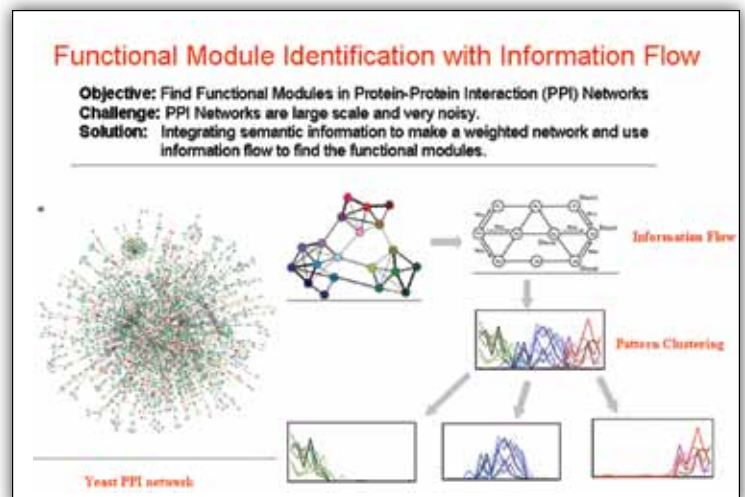 Functional Module Identification with Information Flow
Objective: Find Functional Modules in Protein-Protein Interaction (PPI) Networks
Challenge: PPI Networks are large scale and very noisy.
Solution: Integrating semantic information to make a weighted network and use
information flow to find the functional modules.
Information Flow
Pattern Clustering
Yeast PPI network